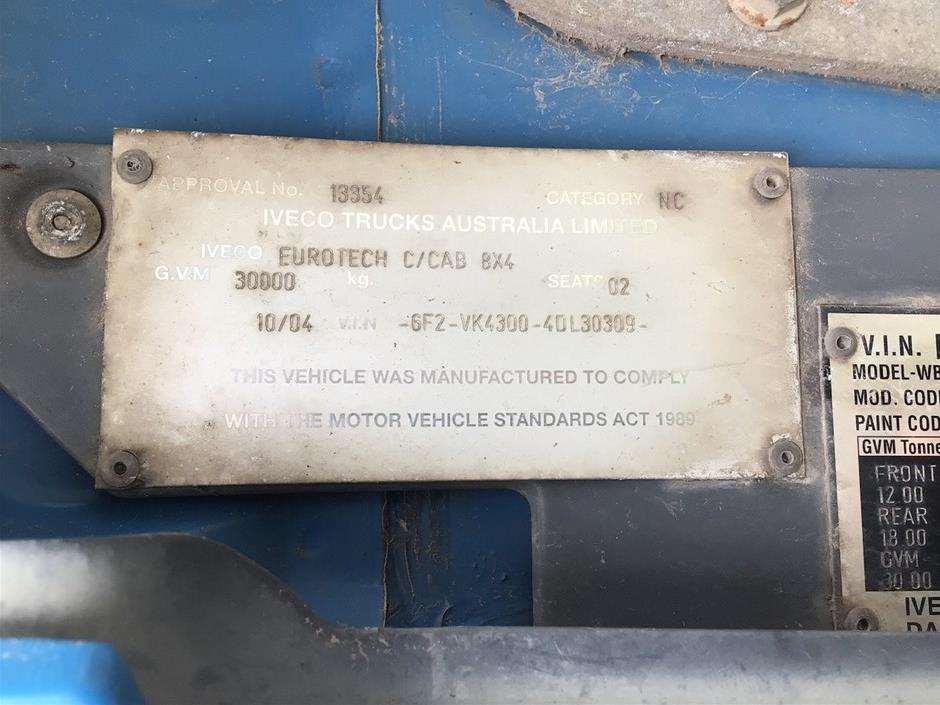 APPROVAL No. 13354 CATEGORY NC
IVECO TRUCKS AUSTRALIA LIMITED
IVECO EUROTECH C/CAB 8X4
G.V.M 30000 kg. SEATS 02
10/04 V.I.N -6F2-VK4300-4DL30309-
THIS VEHICLE WAS MANUFACTURED TO COMPLY
WITH THE MOTOR VEHICLE STANDARDS ACT 1989
V.I.N.
MODEL-WB
MOD. CODE
PAINT COD
GVM Tonne
FRONT
12.00
REAR
18.00
GVM
30.00
IVE